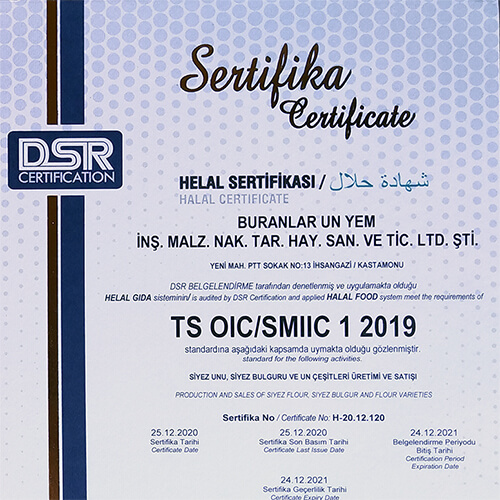 Sertifika
Certificate
DSR
CERTIFICATION
HELAL SERTİFİKASI / شهادة حلال
HALAL CERTIFICATE
BURANLAR UN YEM
İNŞ. MALZ. NAK. TAR. HAY. SAN. VE TİC. LTD. ŞTİ.
YENİ MAH. PTT SOKAK NO:13 İHSANGAZİ / KASTAMONU
DSR BELGELENDİRME tarafından denetlenmiş ve uygulamakta olduğu
HELAL GIDA sisteminin/ is audited by DSR Certification and applied HALAL FOOD system meet the requirements of
TS OIC/SMIIC 1 2019
standardına aşağıdaki kapsamda uymakta olduğu gözlenmiştir.
standard for the following activities.
SİYEZ UNU, SİYEZ BULGURU VE UN ÇEŞİTLERİ ÜRETİMİ VE SATIŞI
PRODUCTION AND SALES OF SIYEZ FLOUR, SIYEZ BULGUR AND FLOUR VARIETIES
Sertifika No / Certificate No: H-20.12.120
25.12.2020 25.12.2020 24.12.2021
Sertifika Tarihi Sertifika Son Basım Tarihi Belgelendirme Periyodu
Certificate Date Certificate Last Issue Date Bitiş Tarihi
Certification Period
Expiration Date
24.12.2021
Sertifika Geçerlilik Tarihi
Certificate Expiry Date